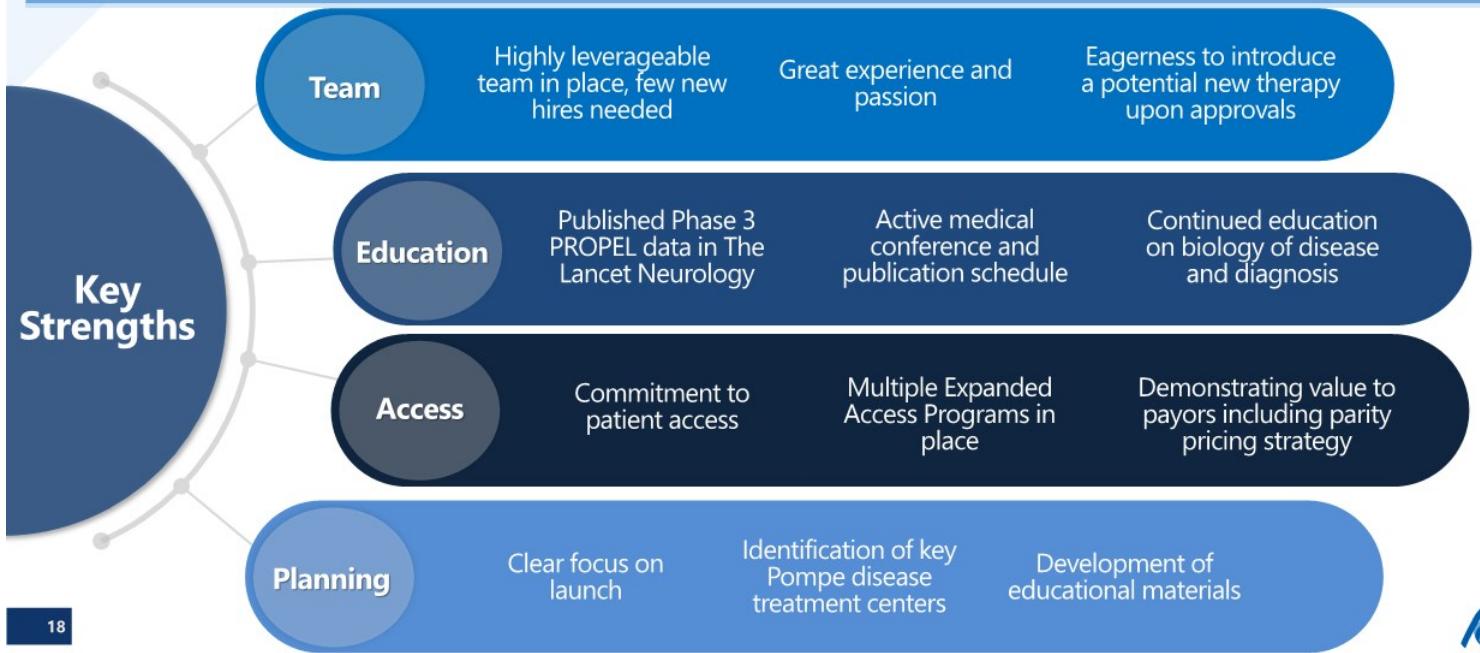 Key
Strengths
Team
Highly leverageable
team in place, few new
hires needed
Great experience and
passion
Eagerness to introduce
a potential new therapy
upon approvals
Education
Published Phase 3
PROPEL data in The
Lancet Neurology
Active medical
conference and
publication schedule
Continued education
on biology of disease
and diagnosis
Access
Commitment to
patient access
Multiple Expanded
Access Programs in
place
Demonstrating value to
payors including parity
pricing strategy
Planning
Clear focus on
launch
Identification of key
Pompe disease
treatment centers
Development of
educational materials
18